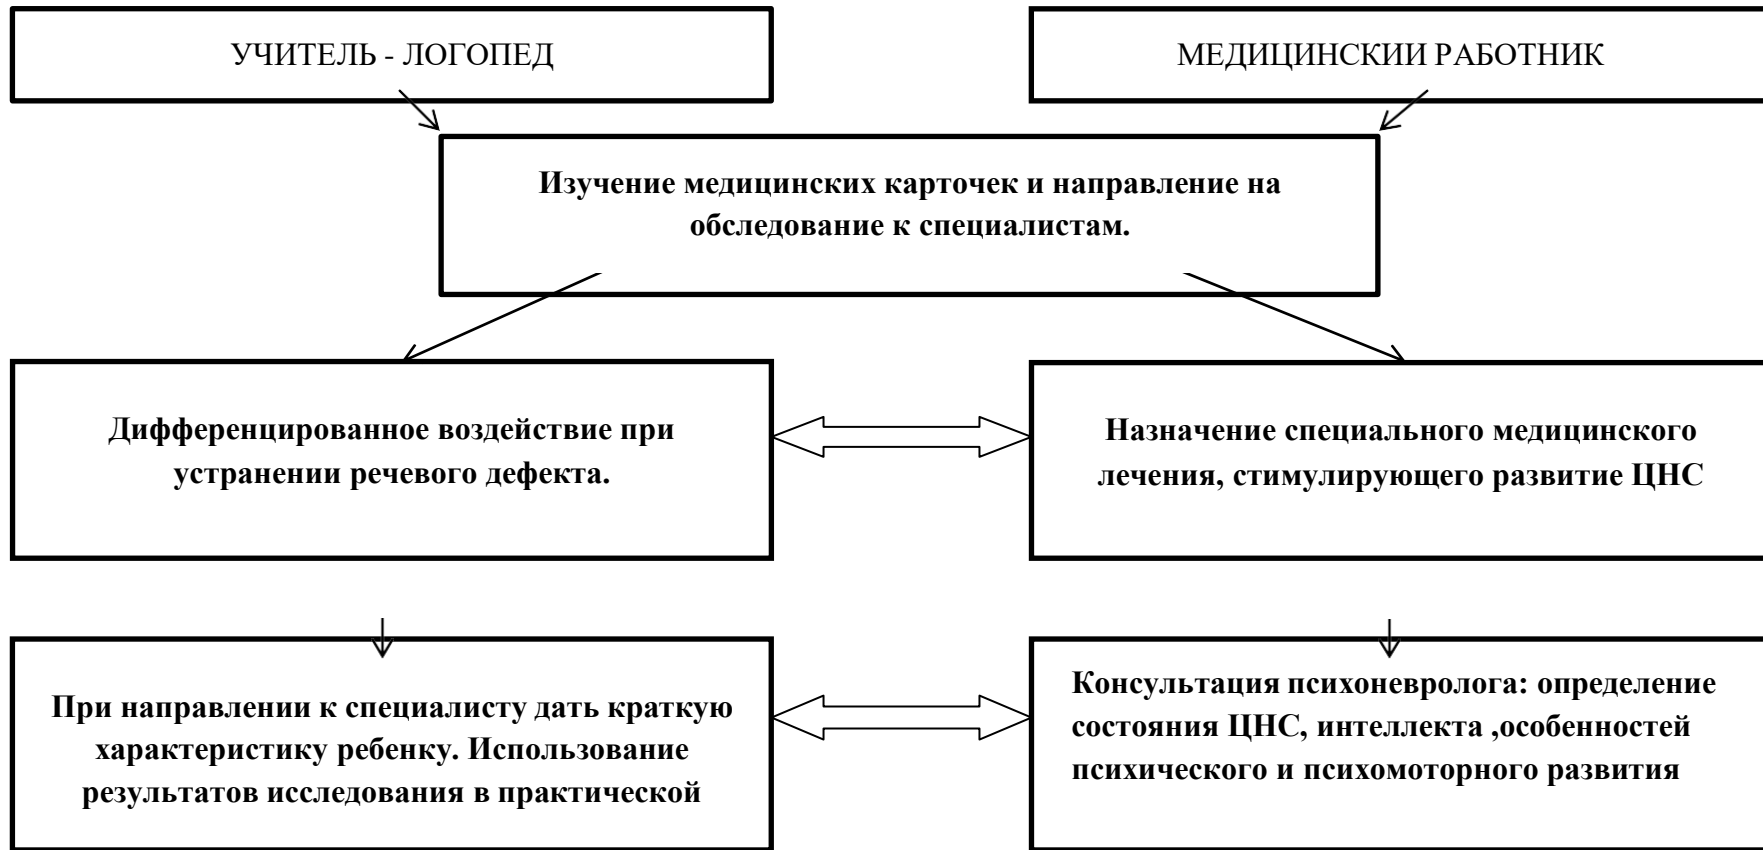 УЧИТЕЛЬ - ЛОГОПЕД
МЕДИЦИНСКИИ РАБОТНИК
Изучение медицинских карточек и направление на
обследование к специалистам.
Дифференцированное воздействие при
устранении речевого дефекта.
Назначение специального медицинского
лечения, стимулирующего развитие ЦНС
При направлении к специалисту дать краткую
характеристику ребенку. Использование
результатов исследования в практической
Консультация психоневролога: определение
состояния ЦНС, интеллекта ,особенностей
психического и психомоторного развития